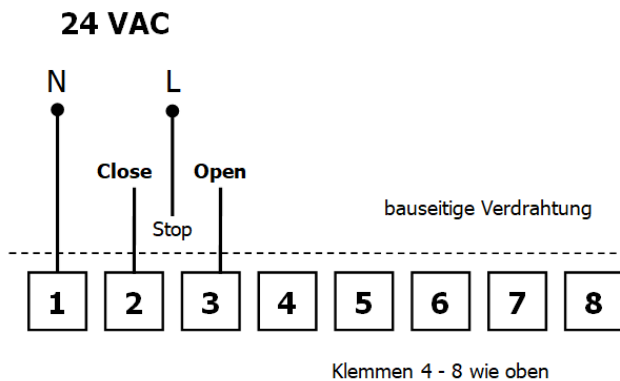 24 VAC
N L
Close Open
Stop
bauseitige Verdrahtung
1 2 3 4 5 6 7 8
Klemmen 4 - 8 wie oben